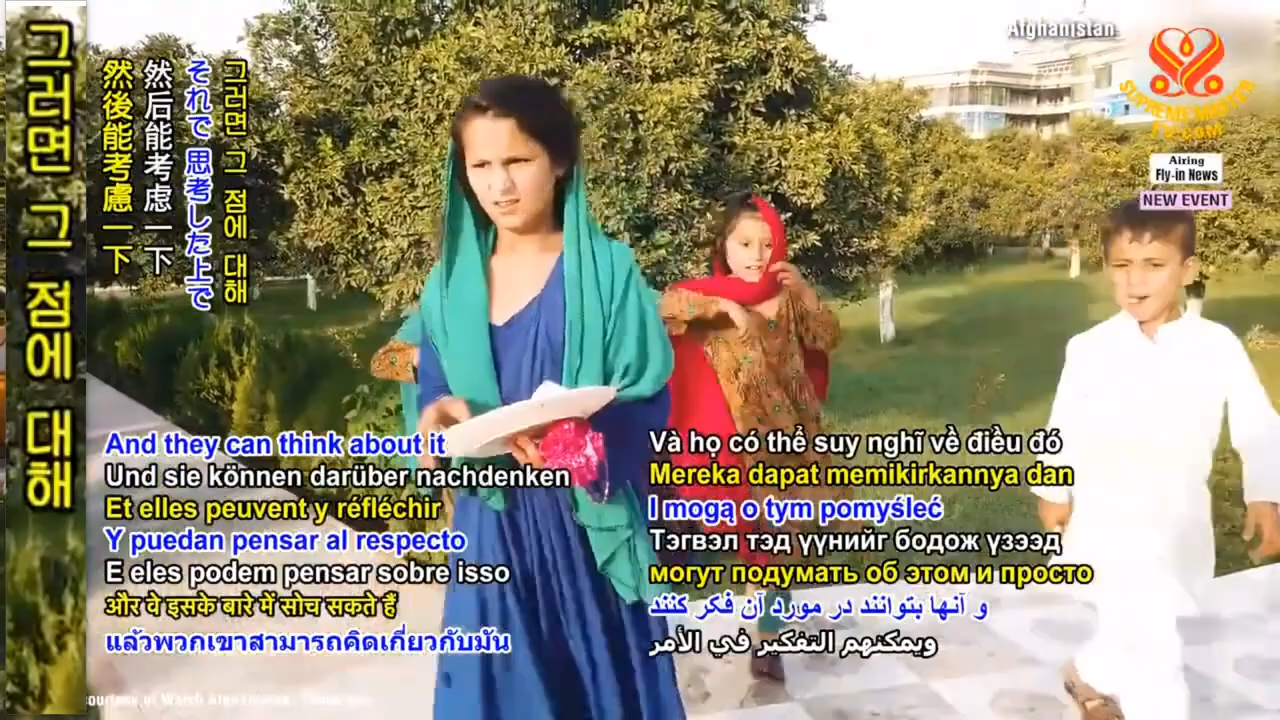 그러면 그 점에 대해
然後能考慮一下
然后能考虑一下
それで 思考した上で
그러면 그 점에 대해
Afghanistan
SUPREME MASTER
TV.COM
Airing
Fly-in News
NEW EVENT
And they can think about it
Und sie können darüber nachdenken
Et elles peuvent y réfléchir
Y puedan pensar al respecto
E eles podem pensar sobre isso
और वे इसके बारे में सोच सकते हैं
แล้วพวกเขาสามารถคิดเกี่ยวกับมัน
Và họ có thể suy nghĩ về điều đó
Mereka dapat memikirkannya dan
I mogą o tym pomyśleć
Тэгвэл тэд үүнийг бодож үзээд
могут подумать об этом и просто
و آنها بتوانند در مورد آن فکر کنند
ويمكنهم التفكير في الأمر
courtesy of Watch Afghanistan